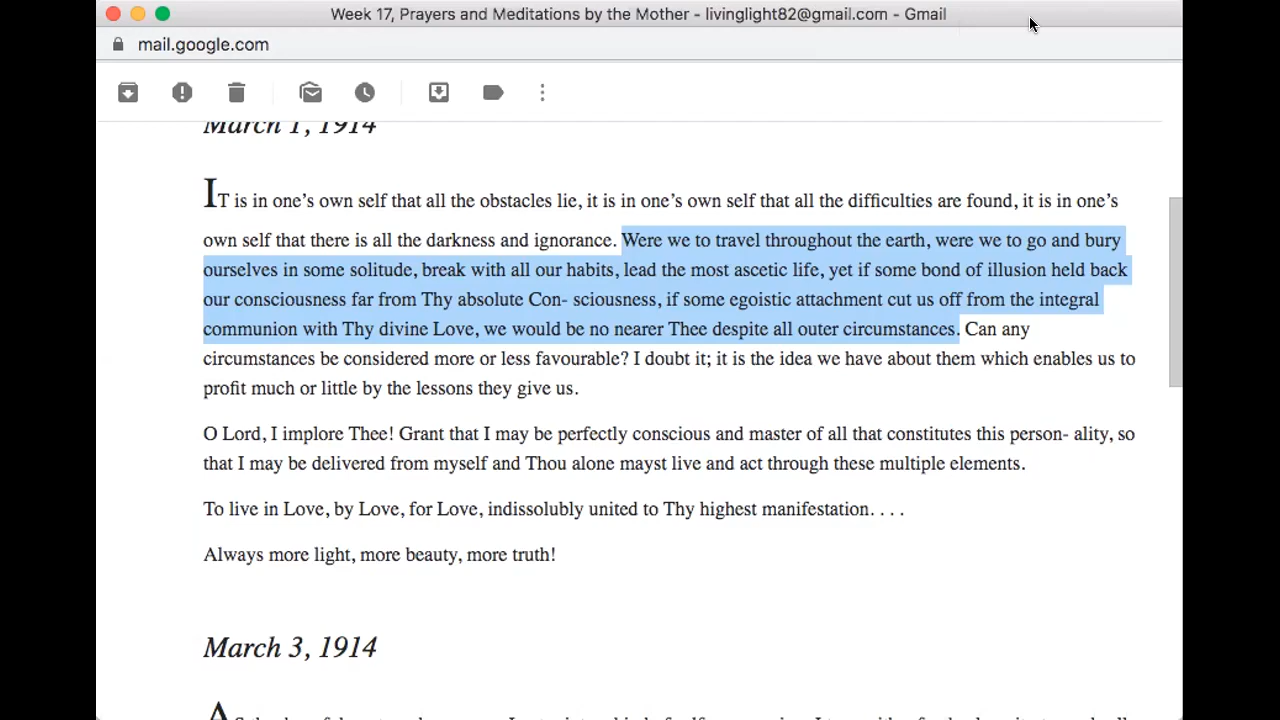 Week 17, Prayers and Meditations by the Mother - livinglight82@gmail.com - Gmail
mail.google.com
March 1, 1914
IT is in one's own self that all the obstacles lie, it is in one's own self that all the difficulties are found, it is in one's
own self that there is all the darkness and ignorance. Were we to travel throughout the earth, were we to go and bury
ourselves in some solitude, break with all our habits, lead the most ascetic life, yet if some bond of illusion held back
our consciousness far from Thy absolute Con- sciousness, if some egoistic attachment cut us off from the integral
communion with Thy divine Love, we would be no nearer Thee despite all outer circumstances. Can any
circumstances be considered more or less favourable? I doubt it; it is the idea we have about them which enables us to
profit much or little by the lessons they give us.
O Lord, I implore Thee! Grant that I may be perfectly conscious and master of all that constitutes this person- ality, so
that I may be delivered from myself and Thou alone mayst live and act through these multiple elements.
To live in Love, by Love, for Love, indissolubly united to Thy highest manifestation. . . .
Always more light, more beauty, more truth!
March 3, 1914